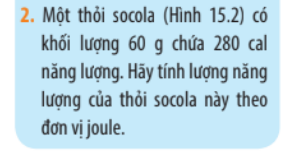 2. Một thỏi socola (Hình 15.2) có
khối lượng 60 g chứa 280 cal
năng lượng. Hãy tính lượng năng
lượng của thỏi socola này theo
đơn vị joule.